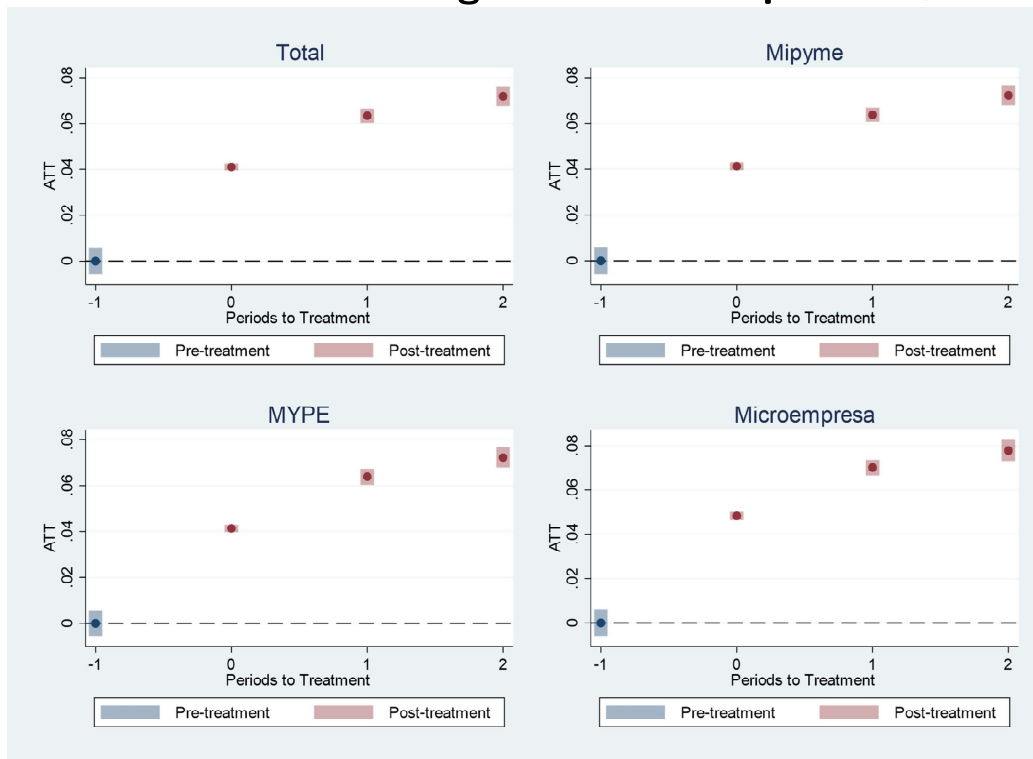 Total
.08
.06
.04
.02
0
ATT
-1 0 1 2
Periods to Treatment
Pre-treatment Post-treatment
Mipyme
.08
.06
.04
.02
0
ATT
-1 0 1 2
Periods to Treatment
Pre-treatment Post-treatment
MYPE
.08
.06
.04
.02
0
ATT
-1 0 1 2
Periods to Treatment
Pre-treatment Post-treatment
Microempresa
.08
.06
.04
.02
0
ATT
-1 0 1 2
Periods to Treatment
Pre-treatment Post-treatment